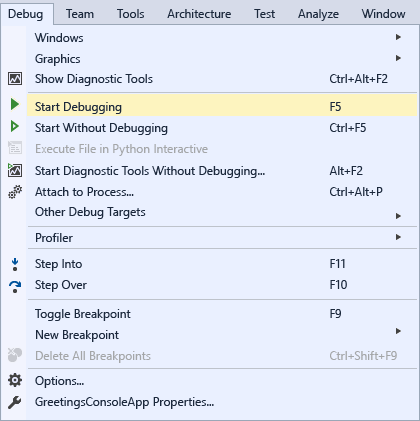 Debug Team Tools Architecture Test Analyze Window
Windows
Graphics
Show Diagnostic Tools Ctrl+Alt+F2
Start Debugging F5
Start Without Debugging Ctrl+F5
Execute File in Python Interactive
Start Diagnostic Tools Without Debugging... Alt+F2
Attach to Process... Ctrl+Alt+P
Other Debug Targets
Profiler
Step Into F11
Step Over F10
Toggle Breakpoint F9
New Breakpoint
Delete All Breakpoints Ctrl+Shift+F9
Options...
GreetingsConsoleApp Properties...